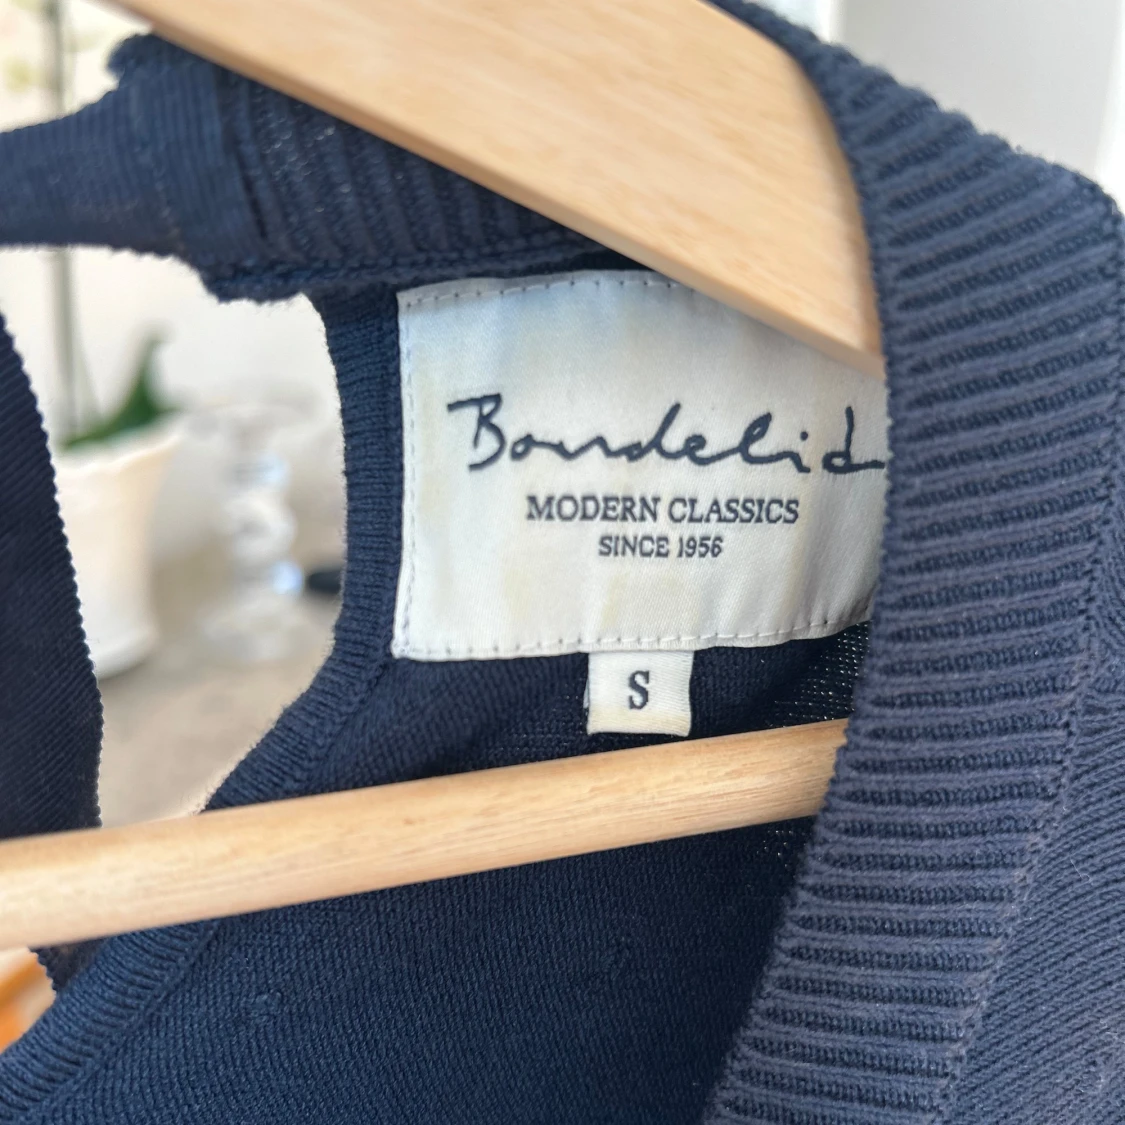 Bondelid
MODERN CLASSICS
SINCE 1956
S